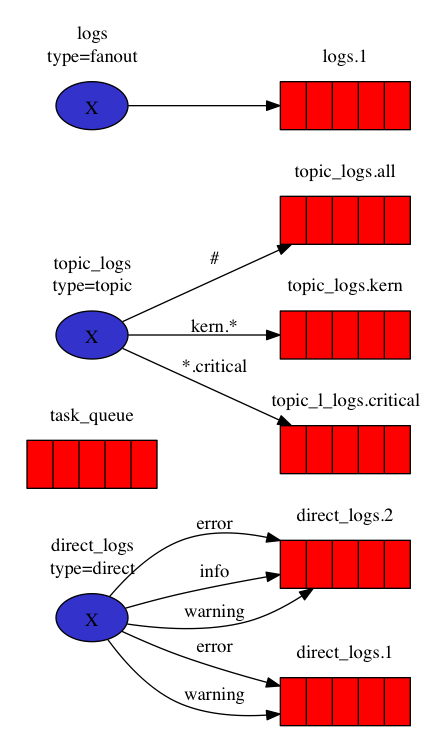 logs
type=fanout
X
logs.1
topic_logs.all
topic_logs
type=topic
X
#
kern.*
*.critical
topic_logs.kern
topic_1_logs.critical
task_queue
direct_logs
type=direct
X
error
info
warning
error
warning
direct_logs.2
direct_logs.1